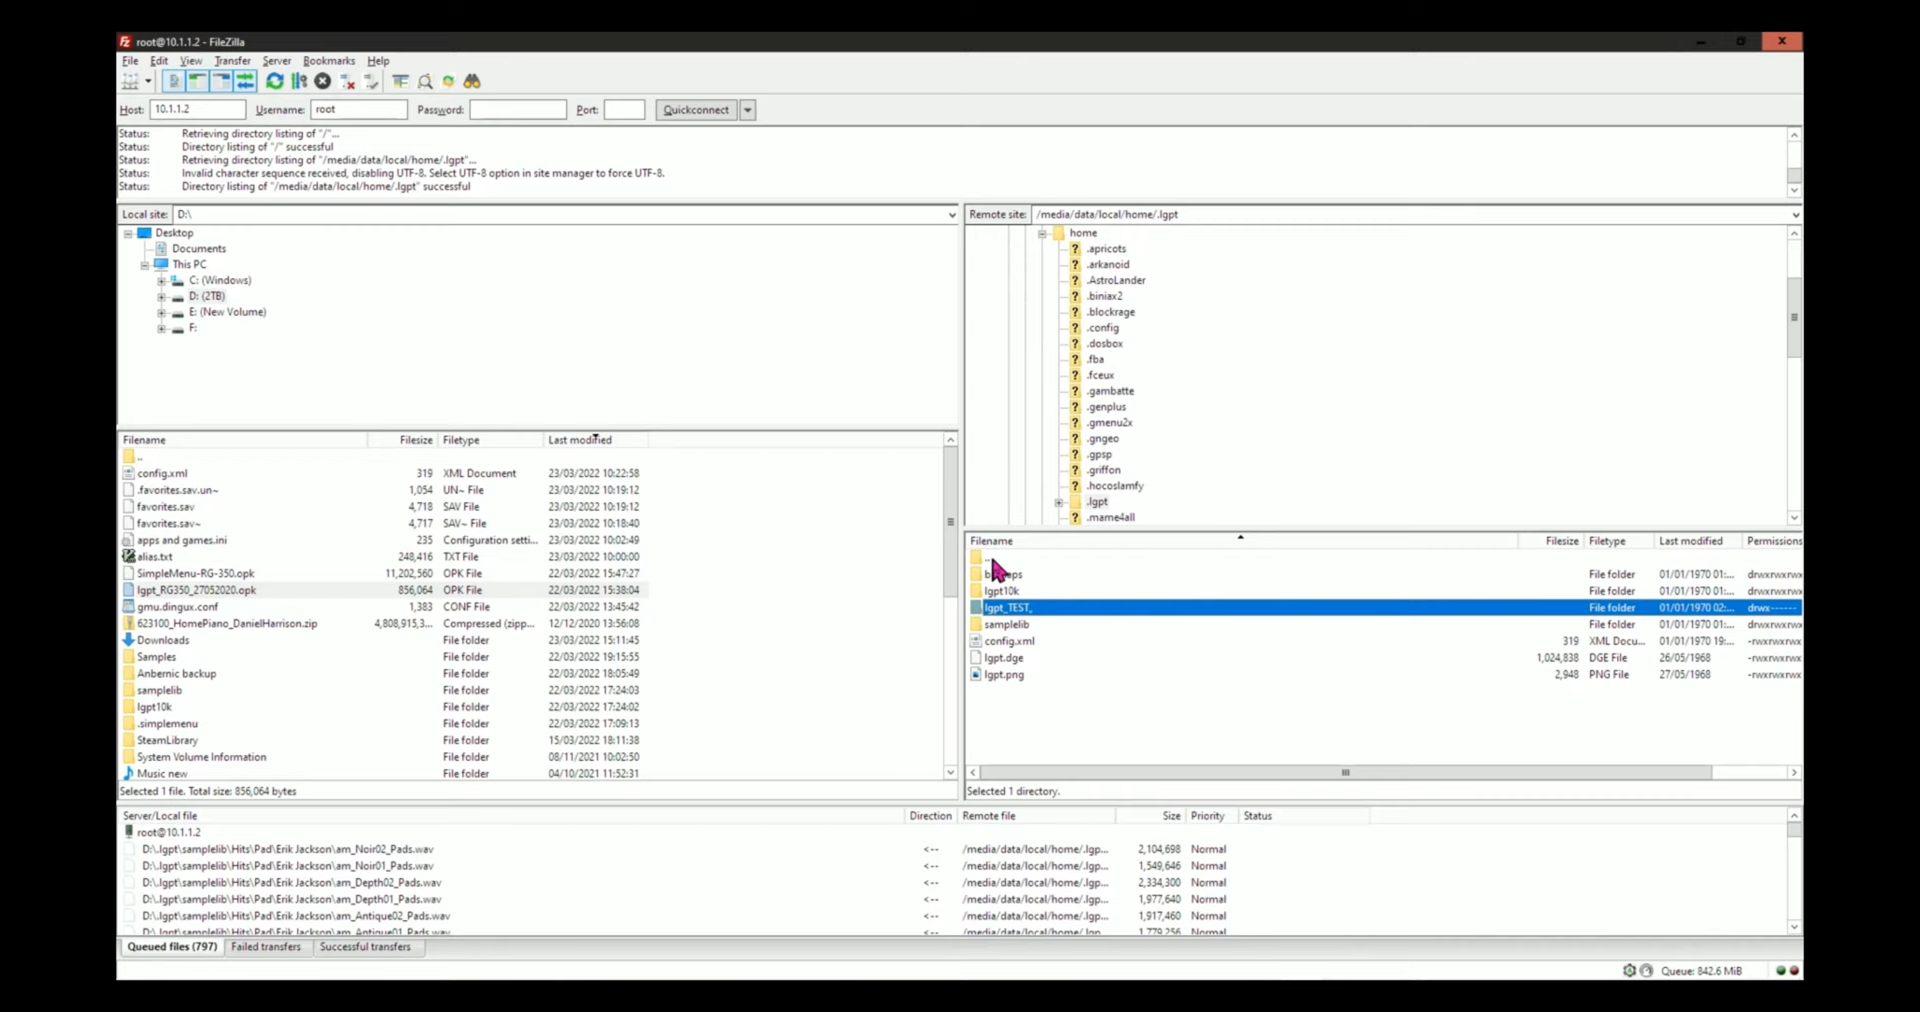 root@10.1.1.2 - FileZilla
File Edit View Transfer Server Bookmarks Help
Host: 10.1.1.2 Username: root Password: Port: Quickconnect
Status: Retrieving directory listing of "/"...
Status: Directory listing of "/" successful
Status: Retrieving directory listing of "/media/data/local/home/.lgpt"...
Status: Invalid character sequence received, disabling UTF-8. Select UTF-8 option in site manager to force UTF-8.
Status: Directory listing of "/media/data/local/home/.lgpt" successful
Local site: D:\
Desktop
Documents
This PC
C: (Windows)
D: (2TB)
E: (New Volume)
F:
Filename Filesize Filetype Last modified
..
config.xml 319 XML Document 23/03/2022 10:22:58
.favorites.sav.un~ 1,054 UN~ File 23/03/2022 10:19:12
favorites.sav 4,718 SAV File 23/03/2022 10:19:12
favorites.sav~ 4,717 SAV~ File 23/03/2022 10:18:40
apps and games.ini 235 Configuration setti... 23/03/2022 10:02:49
alias.txt 248,416 TXT File 23/03/2022 10:00:00
SimpleMenu-RG-350.opk 11,202,560 OPK File 22/03/2022 15:47:27
lgpt_RG350_27052020.opk 856,064 OPK File 22/03/2022 15:38:04
gmu.dingux.conf 1,383 CONF File 22/03/2022 13:45:42
623100_HomePiano_DanielHarrison.zip 4,808,915,3... Compressed (zipp... 12/12/2020 13:56:08
Downloads File folder 23/03/2022 15:11:45
Samples File folder 22/03/2022 19:15:55
Anbernic backup File folder 22/03/2022 18:05:49
samplelib File folder 22/03/2022 17:24:03
lgpt10k File folder 22/03/2022 17:24:02
.simplemenu File folder 22/03/2022 17:09:13
SteamLibrary File folder 15/03/2022 18:11:38
System Volume Information File folder 08/11/2021 10:02:50
Music new File folder 04/10/2021 11:52:31
Selected 1 file. Total size: 856,064 bytes
Remote site: /media/data/local/home/.lgpt
home
.apricots
.arkanoid
.AstroLander
.biniax2
.blockrage
.config
.dosbox
.fba
.fceux
.gambatte
.genplus
.gmenu2x
.gngeo
.gpsp
.griffon
.hocoslamfy
.lgpt
.mame4all
Filename Filesize Filetype Last modified Permissions
..
File folder 01/01/1970 01:... drwxrwxrwx
lgpt10k File folder 01/01/1970 01:... drwxrwxrwx
lgpt_TEST_ File folder 01/01/1970 02:... drwx------
samplelib File folder 01/01/1970 01:... drwxrwxrwx
config.xml 319 XML Docu... 01/01/1970 19:... -rwxrwxrwx
lgpt.dge 1,024,838 DGE File 26/05/1968 -rwxrwxrwx
lgpt.png 2,948 PNG File 27/05/1968 -rwxrwxrwx
Selected 1 directory.
Server/Local file Direction Remote file Size Priority Status
root@10.1.1.2
D:\.lgpt\samplelib\Hits\Pad\Erik Jackson\am_Noir02_Pads.wav <-- /media/data/local/home/.lgp... 2,104,698 Normal
D:\.lgpt\samplelib\Hits\Pad\Erik Jackson\am_Noir01_Pads.wav <-- /media/data/local/home/.lgp... 1,549,646 Normal
D:\.lgpt\samplelib\Hits\Pad\Erik Jackson\am_Depth02_Pads.wav <-- /media/data/local/home/.lgp... 2,334,300 Normal
D:\.lgpt\samplelib\Hits\Pad\Erik Jackson\am_Depth01_Pads.wav <-- /media/data/local/home/.lgp... 1,977,640 Normal
D:\.lgpt\samplelib\Hits\Pad\Erik Jackson\am_Antique02_Pads.wav <-- /media/data/local/home/.lgp... 1,917,460 Normal
D:\.lgpt\samplelib\Hits\Pad\Erik Jackson\am_Antique01_Pads.wav <-- /media/data/local/home/.lgp... 1,779,256 Normal
Queued files (797) Failed transfers Successful transfers
Queue: 842.6 MiB